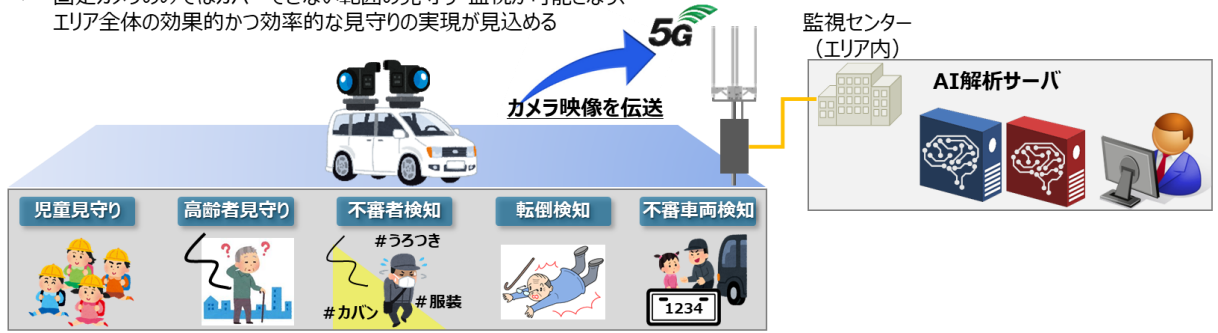 エリア全体の効果的かつ効率的な見守りの実現が見込める
5G
カメラ映像を伝送
監視センター
（エリア内）
AI解析サーバ
児童見守り
高齢者見守り
不審者検知
転倒検知
不審車両検知
#うろつき
#カバン
#服装
1234